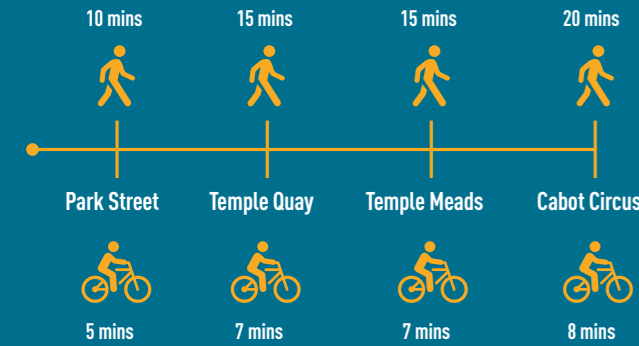 10 mins 15 mins 15 mins 20 mins
Park Street Temple Quay Temple Meads Cabot Circus
5 mins 7 mins 7 mins 8 mins